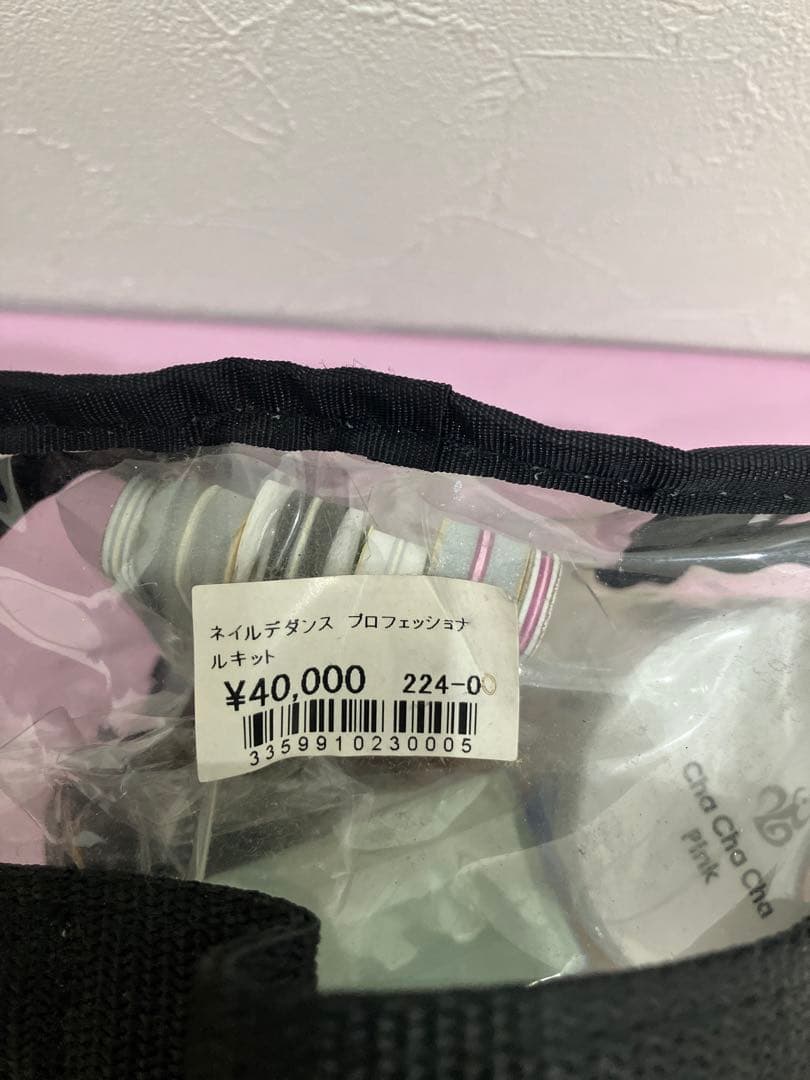 ネイルデダンス プロフェッショナ
ルキット
¥40,000 224-00
3359910230005
Cha Cha Cha
Pink